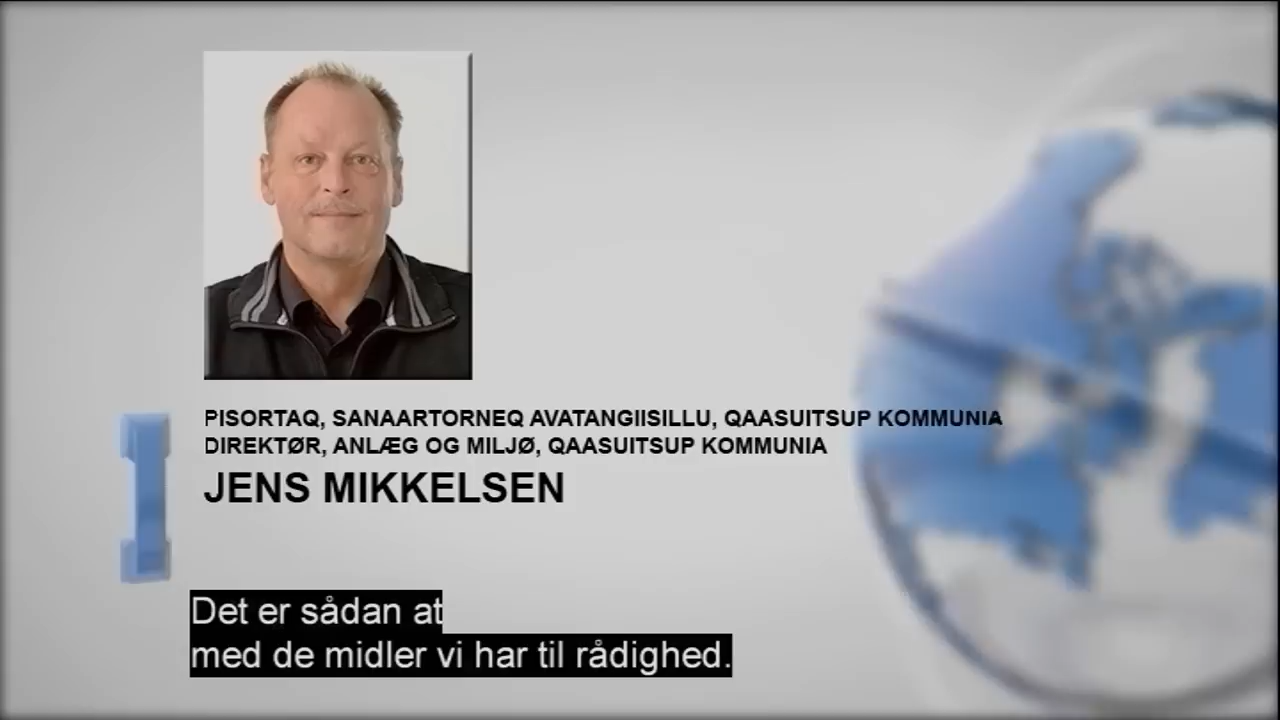 PISORTAQ, SANAARTORNEQ AVATANGIISILLU, QAASUITSUP KOMMUNIA
DIREKTØR, ANLÆG OG MILJØ, QAASUITSUP KOMMUNIA
JENS MIKKELSEN
Det er sådan at
med de midler vi har til rådighed.